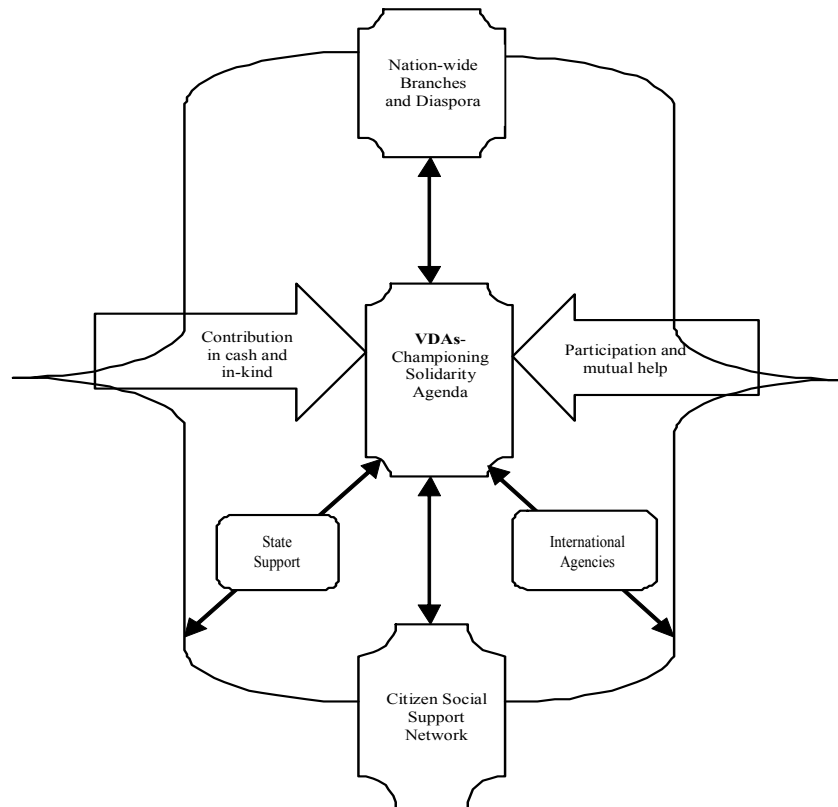 Nation-wide
Branches
and Diaspora
Contribution
in cash and
in-kind
VDAs-
Championing
Solidarity
Agenda
Participation and
mutual help
State
Support
International
Agencies
Citizen Social
Support
Network